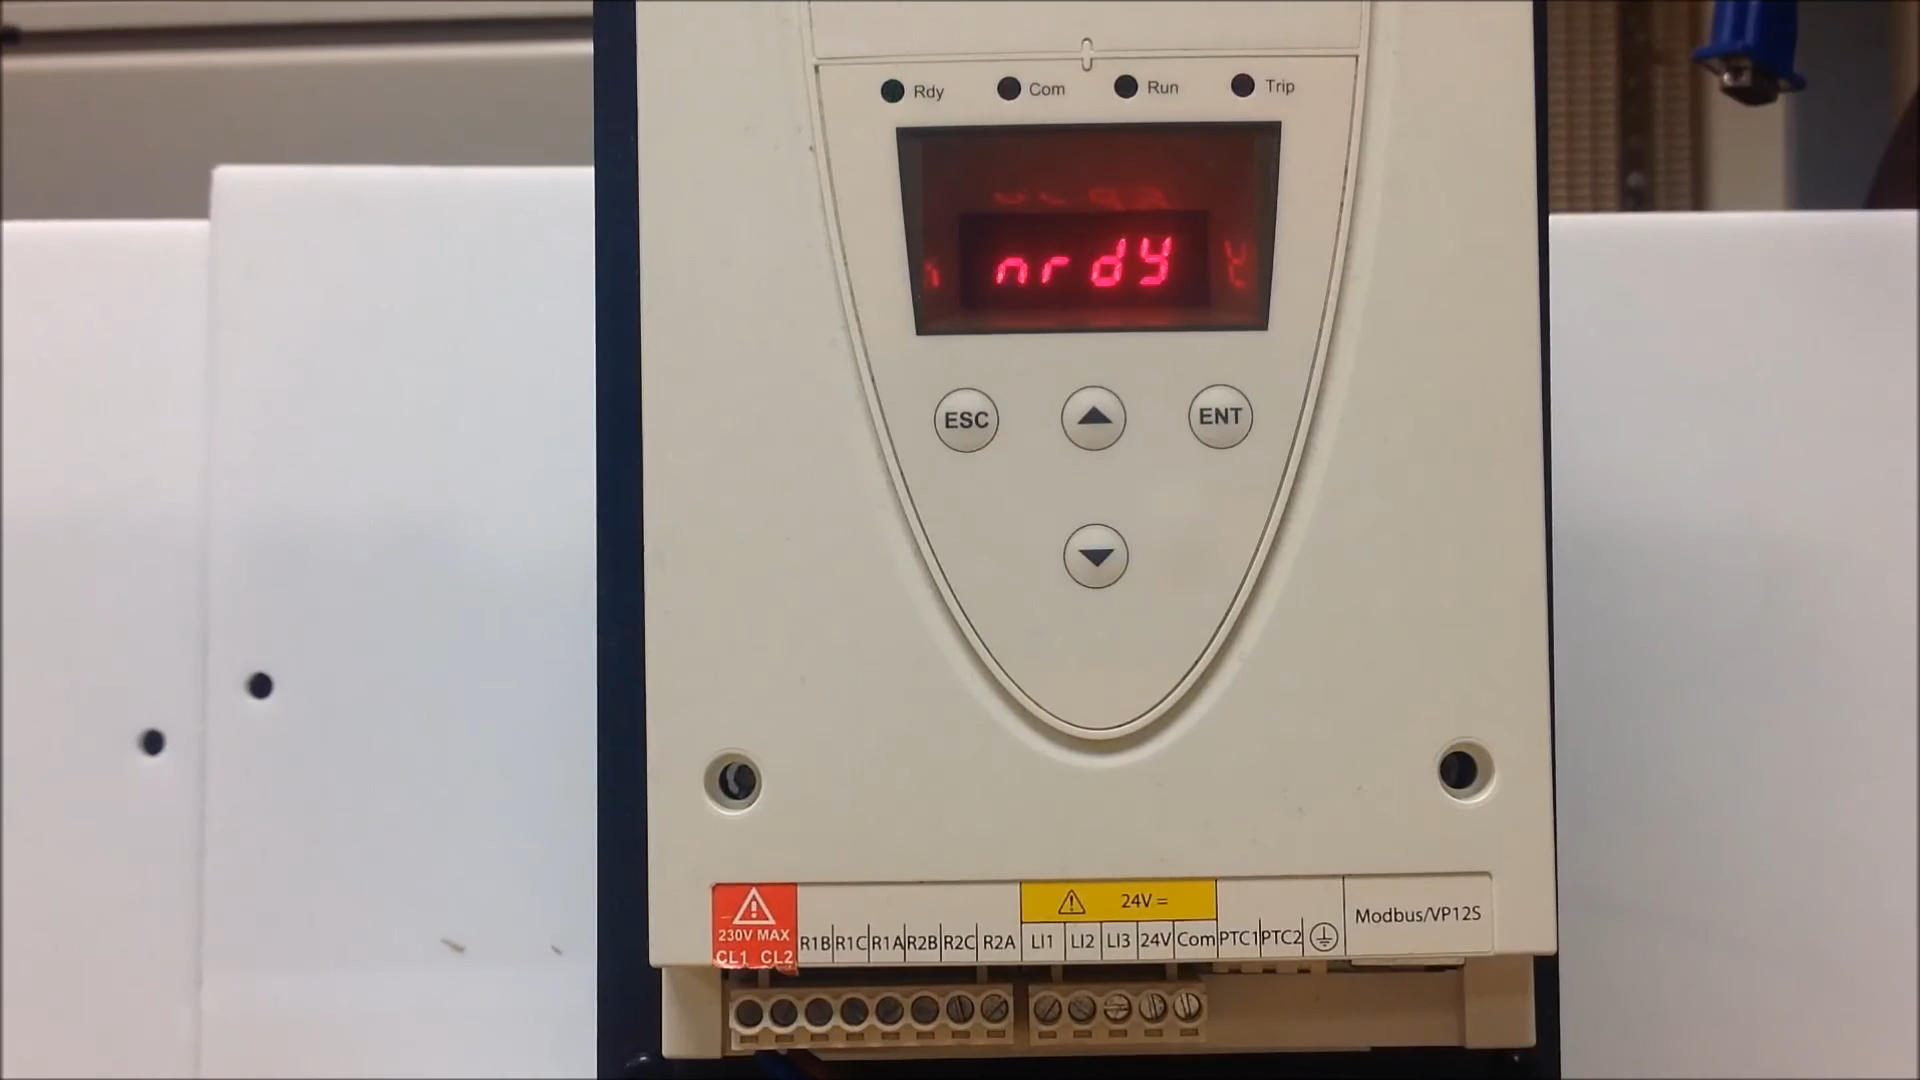 Rdy Com Run Trip
nrdy
ESC ENT
24V =
230V MAX
CL1 CL2 R1B R1C R1A R2B R2C R2A LI1 LI2 LI3 24V Com PTC1 PTC2 Modbus/VP12S